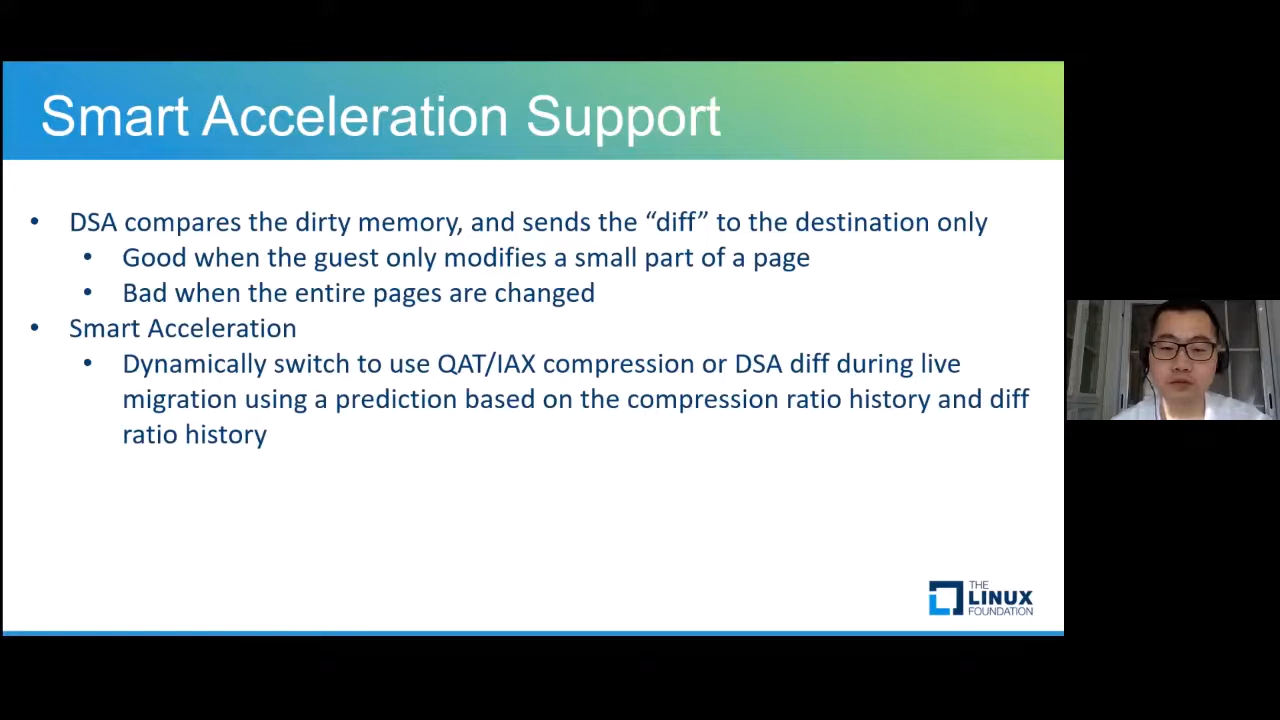 Smart Acceleration Support
• DSA compares the dirty memory, and sends the “diff” to the destination only
• Good when the guest only modifies a small part of a page
• Bad when the entire pages are changed
• Smart Acceleration
• Dynamically switch to use QAT/IAX compression or DSA diff during live
migration using a prediction based on the compression ratio history and diff
ratio history
THE
LINUX
FOUNDATION